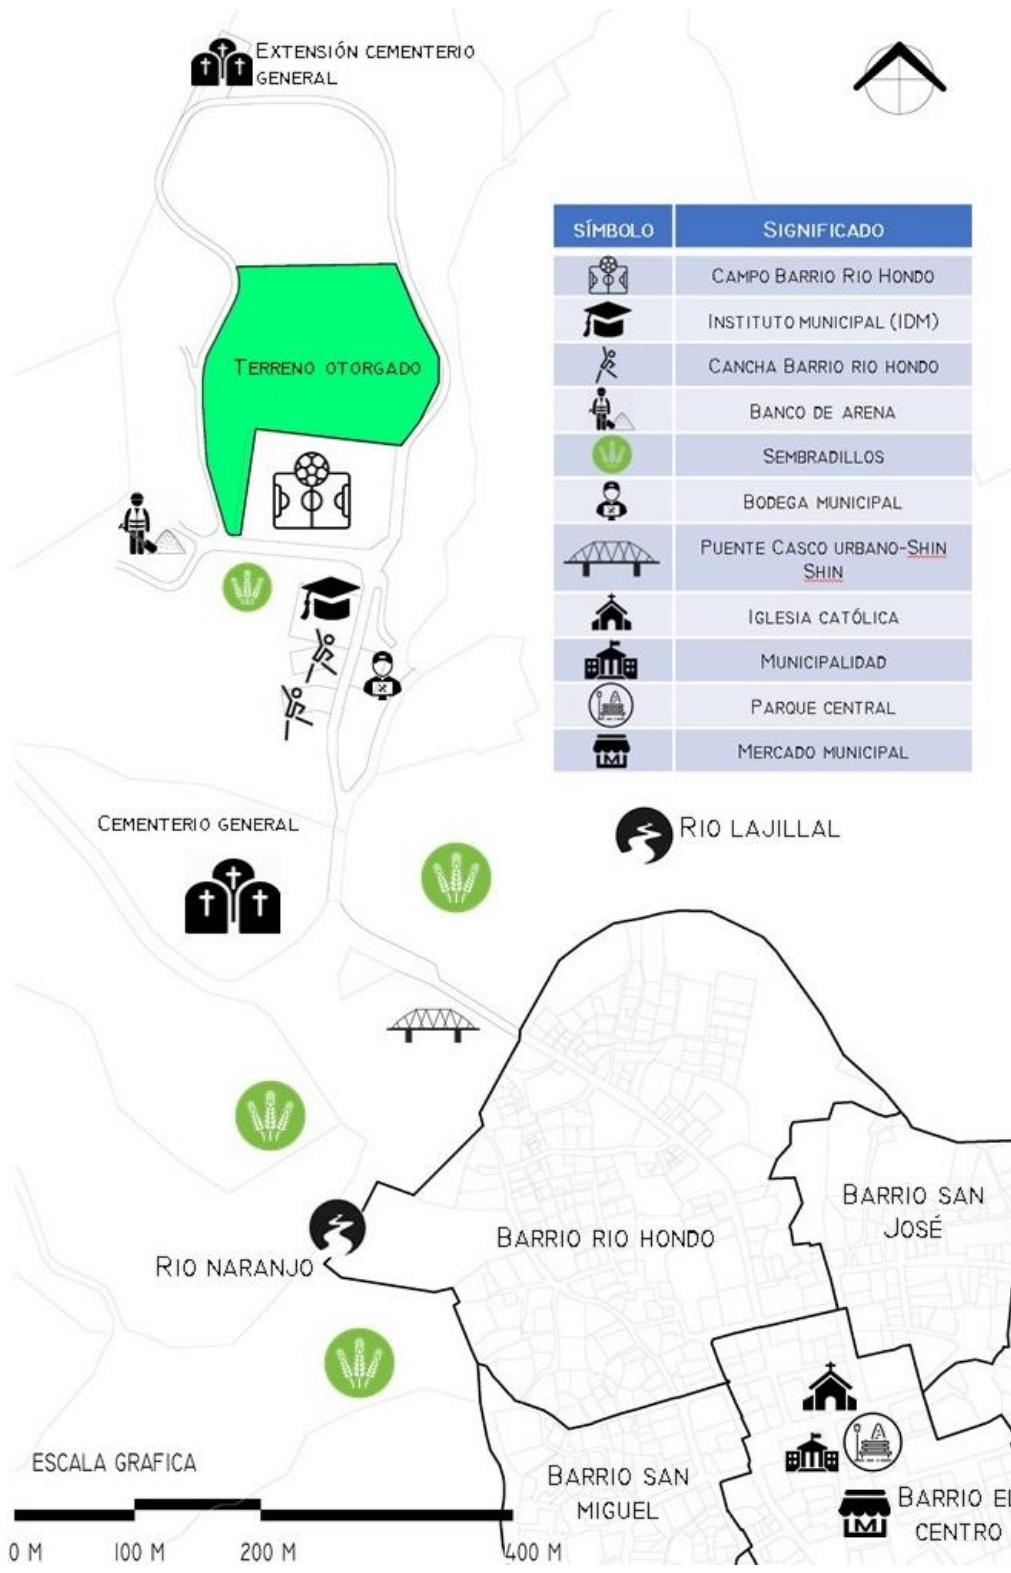 EXTENSIÓN CEMENTERIO
GENERAL
SÍMBOLO SIGNIFICADO
CAMPO BARRIO RIO HONDO
INSTITUTO MUNICIPAL (IDM)
CANCHA BARRIO RIO HONDO
BANCO DE ARENA
SEMBRADILLOS
BODEGA MUNICIPAL
PUENTE CASCO URBANO-SHIN
SHIN
IGLESIA CATÓLICA
MUNICIPALIDAD
PARQUE CENTRAL
MERCADO MUNICIPAL
TERRENO OTORGADO
CEMENTERIO GENERAL
RIO LAJILLAL
BARRIO SAN
JOSÉ
BARRIO RIO HONDO
RIO NARANJO
BARRIO SAN
MIGUEL
BARRIO EL
CENTRO
M
ESCALA GRAFICA
0 M 100 M 200 M 400 M